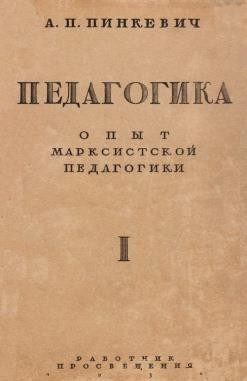 А. П. ПИНКЕВИЧ
ПЕДАГОГИКА
ОПЫТ
МАРКСИСТСКОЙ
ПЕДАГОГИКИ
I
РАБОТНИК
ПРОСВЕЩЕНИЯ